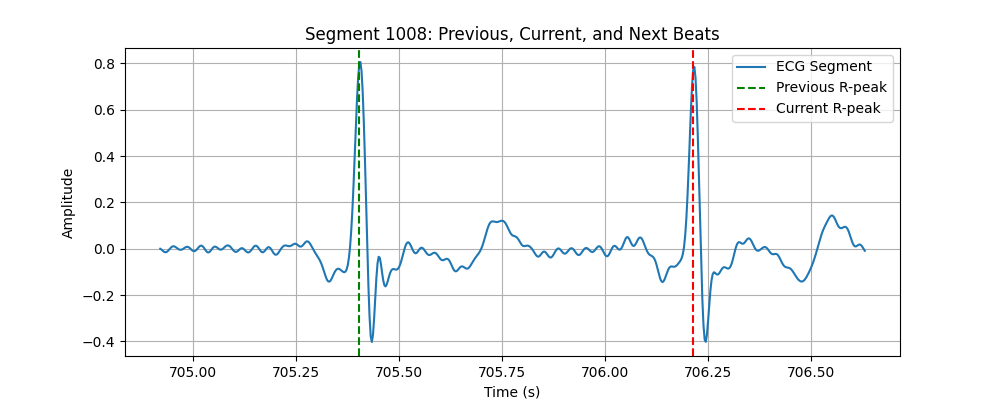 Segment 1008: Previous, Current, and Next Beats
ECG Segment
Previous R-peak
Current R-peak
0.8
0.6
0.4
0.2
0.0
−0.2
−0.4
Amplitude
705.00 705.25 705.50 705.75 706.00 706.25 706.50
Time (s)